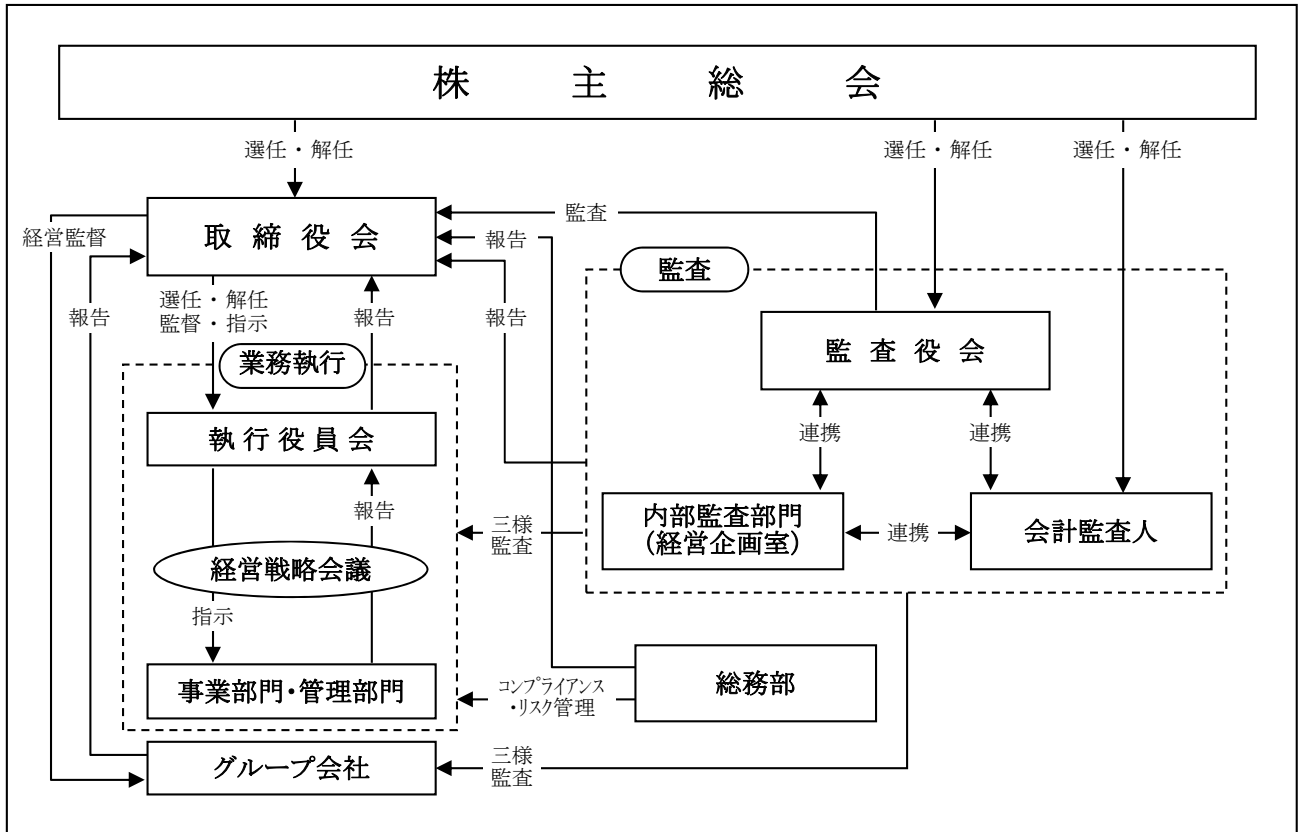 株主総会
選任・解任
選任・解任
選任・解任
取締役会
監査
経営監督
報告
監査
報告
選任・解任
監督・指示
報告
報告
監査役会
業務執行
執行役員会
連携
連携
報告
内部監査部門
(経営企画室)
連携
会計監査人
三様
監査
経営戦略会議
指示
事業部門・管理部門
コンプライアンス
・リスク管理
総務部
グループ会社
三様
監査